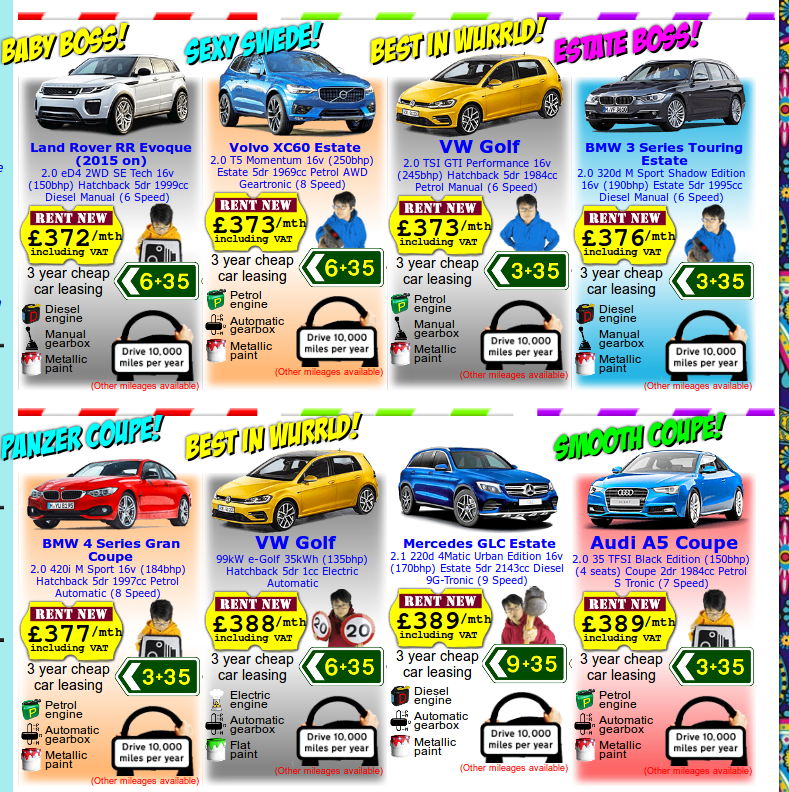 BABY BOSS!
Land Rover RR Evoque
(2015 on)
2.0 eD4 2WD SE Tech 16v
(150bhp) Hatchback 5dr 1999cc
Diesel Manual (6 Speed)
RENT NEW
£372/mth
including VAT
3 year cheap
car leasing
6+35
Diesel
engine
Manual
gearbox
Metallic
paint
Drive 10,000
miles per year
(Other mileages available)
SEXY SWEDE!
Volvo XC60 Estate
2.0 T5 Momentum 16v (250bhp)
Estate 5dr 1969cc Petrol AWD
Geartronic (8 Speed)
RENT NEW
£373/mth
including VAT
3 year cheap
car leasing
6+35
Petrol
engine
Automatic
gearbox
Metallic
paint
Drive 10,000
miles per year
(Other mileages available)
BEST IN WURRLD!
VW Golf
2.0 TSI GTI Performance 16v
(245bhp) Hatchback 5dr 1984cc
Petrol Manual (6 Speed)
RENT NEW
£373/mth
including VAT
3 year cheap
car leasing
3+35
Petrol
engine
Manual
gearbox
Metallic
paint
Drive 10,000
miles per year
(Other mileages available)
ESTATE BOSS!
BMW 3 Series Touring
Estate
2.0 320d M Sport Shadow Edition
16v (190bhp) Estate 5dr 1995cc
Diesel Manual (6 Speed)
RENT NEW
£376/mth
including VAT
3 year cheap
car leasing
3+35
Diesel
engine
Manual
gearbox
Metallic
paint
Drive 10,000
miles per year
(Other mileages available)
PANZER COUPE!
BMW 4 Series Gran
Coupe
2.0 420i M Sport 16v (184bhp)
Hatchback 5dr 1997cc Petrol
Automatic (8 Speed)
RENT NEW
£377/mth
including VAT
3 year cheap
car leasing
3+35
Petrol
engine
Automatic
gearbox
Metallic
paint
Drive 10,000
miles per year
(Other mileages available)
BEST IN WURRLD!
VW Golf
99kW e-Golf 35kWh (135bhp)
Hatchback 5dr 1cc Electric
Automatic
RENT NEW
£388/mth
including VAT
20 20
3 year cheap
car leasing
6+35
Electric
engine
Automatic
gearbox
Flat
paint
Drive 10,000
miles per year
(Other mileages available)
Mercedes GLC Estate
2.1 220d 4Matic Urban Edition 16v
(170bhp) Estate 5dr 2143cc Diesel
9G-Tronic (9 Speed)
RENT NEW
£389/mth
including VAT
3 year cheap
car leasing
9+35
Diesel
engine
Automatic
gearbox
Metallic
paint
Drive 10,000
miles per year
(Other mileages available)
SMOOTH COUPE!
Audi A5 Coupe
2.0 35 TFSI Black Edition (150bhp)
(4 seats) Coupe 2dr 1984cc Petrol
S Tronic (7 Speed)
RENT NEW
£389/mth
including VAT
3 year cheap
car leasing
3+35
Petrol
engine
Automatic
gearbox
Metallic
paint
Drive 10,000
miles per year
(Other mileages available)